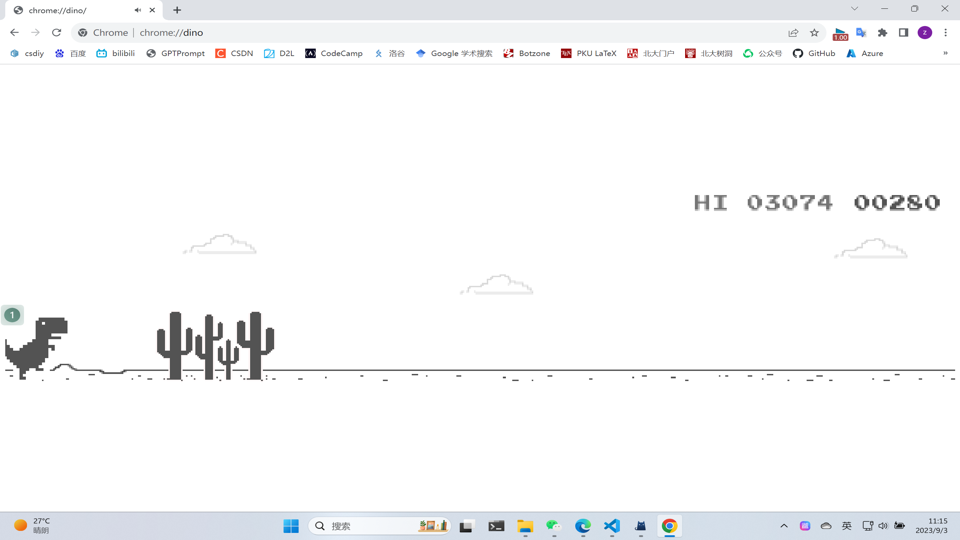 chrome://dino/
Chrome | chrome://dino
1.00
z
csdiy 百度 bilibili GPTPrompt CSDN D2L CodeCamp 洛谷 Google 学术搜索 Botzone PKU LaTeX 北大门户 北大树洞 公众号 GitHub Azure »
HI 03074 00280
1
27°C
晴朗
搜索
英
11:15
2023/9/3